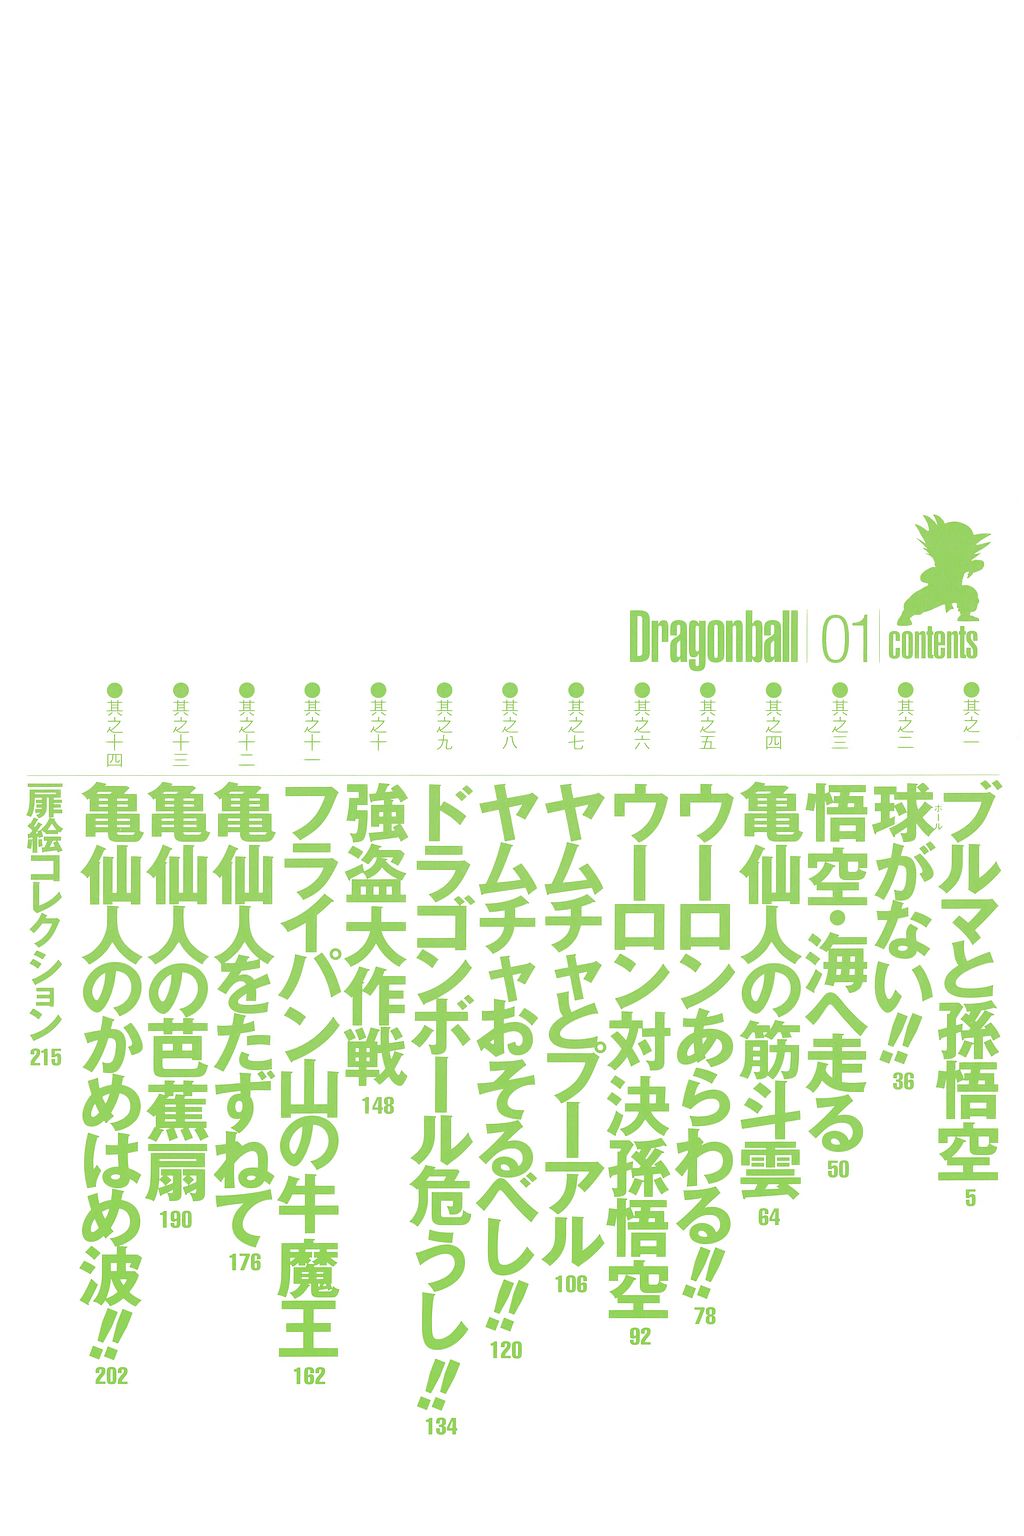 Dragonball 01 contents
其之一
ブルマと孫悟空
5
其之二
球がない!!
ホール
36
其之三
悟空・海へ走る
50
其之四
亀仙人の筋斗雲
64
其之五
ウーロンあらわる!!
78
其之六
ウーロン対決孫悟空
92
其之七
ヤムチャとプーアル
106
其之八
ヤムチャおそるべし!!
120
其之九
ドラゴンボール危うし!!
134
其之十
強盗大作戦
148
其之十一
フライパン山の牛魔王
162
其之十二
亀仙人をたずねて
176
其之十三
亀仙人の芭蕉扇
190
其之十四
亀仙人のかめはめ波!!
202
扉絵コレクション
215